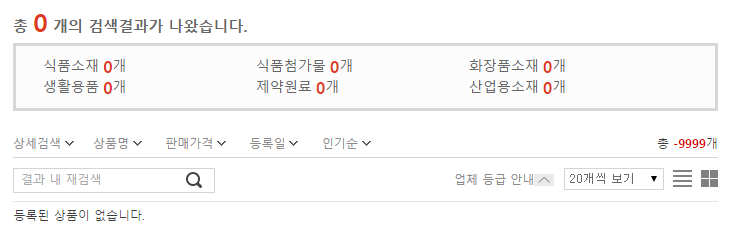 총 0 개의 검색결과가 나왔습니다.
식품소재 0개 식품첨가물 0개 화장품소재 0개
생활용품 0개 제약원료 0개 산업용소재 0개
상세검색 상품명 판매가격 등록일 인기순 총 -9999개
결과 내 재검색 업체 등급 안내 20개씩 보기
등록된 상품이 없습니다.